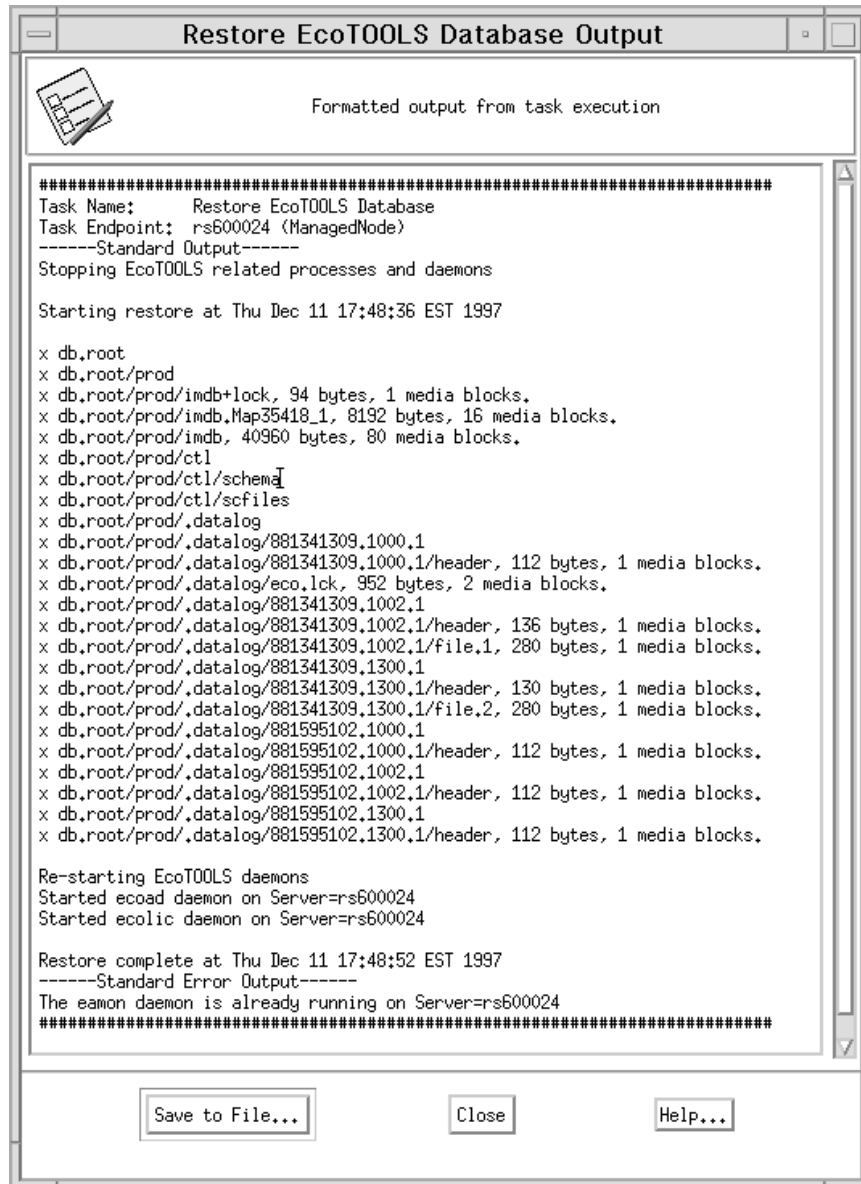 Restore EcoTOOLS Database Output
Formatted output from task execution
############################################################################
Task Name:      Restore EcoTOOLS Database
Task Endpoint:  rs600024 (ManagedNode)
------Standard Output------
Stopping EcoTOOLS related processes and daemons
Starting restore at Thu Dec 11 17:48:36 EST 1997
x db.root
x db.root/prod
x db.root/prod/imdb+lock, 94 bytes, 1 media blocks.
x db.root/prod/imdb.Map35418_1, 8192 bytes, 16 media blocks.
x db.root/prod/imdb, 40960 bytes, 80 media blocks.
x db.root/prod/ctl
x db.root/prod/ctl/schema
x db.root/prod/ctl/scfiles
x db.root/prod/.datalog
x db.root/prod/.datalog/881341309.1000.1
x db.root/prod/.datalog/881341309.1000.1/header, 112 bytes, 1 media blocks.
x db.root/prod/.datalog/eco.lck, 952 bytes, 2 media blocks.
x db.root/prod/.datalog/881341309.1002.1
x db.root/prod/.datalog/881341309.1002.1/header, 136 bytes, 1 media blocks.
x db.root/prod/.datalog/881341309.1002.1/file.1, 280 bytes, 1 media blocks.
x db.root/prod/.datalog/881341309.1300.1
x db.root/prod/.datalog/881341309.1300.1/header, 130 bytes, 1 media blocks.
x db.root/prod/.datalog/881341309.1300.1/file.2, 280 bytes, 1 media blocks.
x db.root/prod/.datalog/881595102.1000.1
x db.root/prod/.datalog/881595102.1000.1/header, 112 bytes, 1 media blocks.
x db.root/prod/.datalog/881595102.1002.1
x db.root/prod/.datalog/881595102.1002.1/header, 112 bytes, 1 media blocks.
x db.root/prod/.datalog/881595102.1300.1
x db.root/prod/.datalog/881595102.1300.1/header, 112 bytes, 1 media blocks.
Re-starting EcoTOOLS daemons
Started ecoad daemon on Server=rs600024
Started ecolic daemon on Server=rs600024
Restore complete at Thu Dec 11 17:48:52 EST 1997
------Standard Error Output------
The eamon daemon is already running on Server=rs600024
############################################################################
Save to File... Close Help...